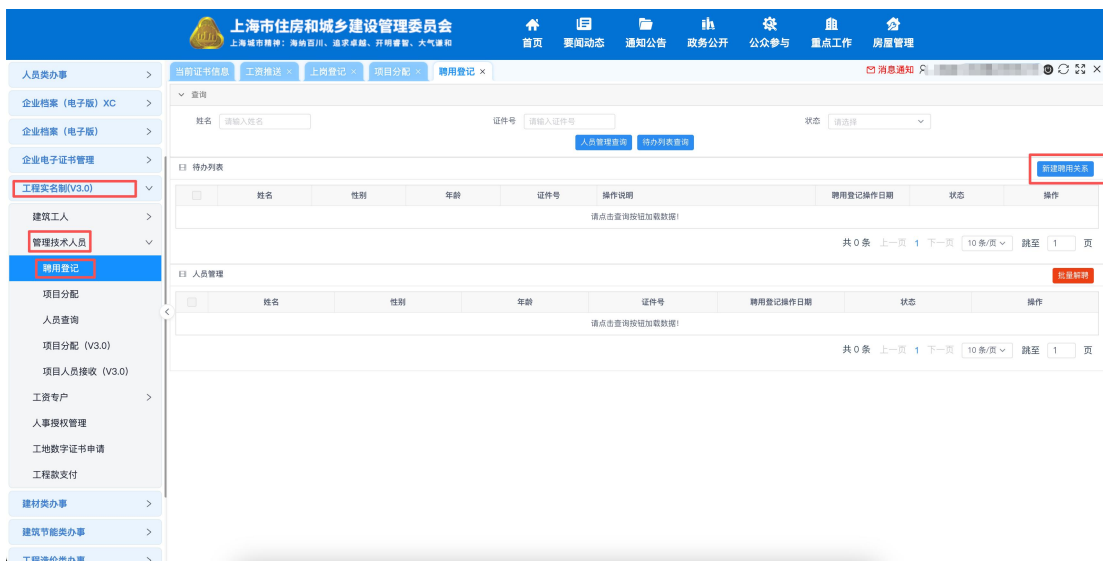 上海市住房和城乡建设管理委员会
上海城市精神：海纳百川、追求卓越、开明睿智、大气谦和
首页 要闻动态 通知公告 政务公开 公众参与 重点工作 房屋管理
人员类办事
企业档案（电子版）XC
企业档案（电子版）
企业电子证书管理
工程实名制(V3.0)
建筑工人
管理技术人员
聘用登记
项目分配
人员查询
项目分配（V3.0）
项目人员接收（V3.0）
工资专户
人事授权管理
工地数字证书申请
工程款支付
建材类办事
建筑节能类办事
工程造价类办事
当前证书信息 工资推送 × 上岗登记 × 项目分配 × 聘用登记 × 消息通知
查询
姓名 请输入姓名 证件号 请输入证件号 状态 请选择
人员管理查询 待办列表查询
待办列表 新建聘用关系
姓名 性别 年龄 证件号 操作说明 聘用登记操作日期 状态 操作
请点击查询按钮加载数据!
共 0 条 上一页 1 下一页 10 条/页 跳至 1 页
人员管理 批量解聘
姓名 性别 年龄 证件号 聘用登记操作日期 状态 操作
请点击查询按钮加载数据!
共 0 条 上一页 1 下一页 10 条/页 跳至 1 页